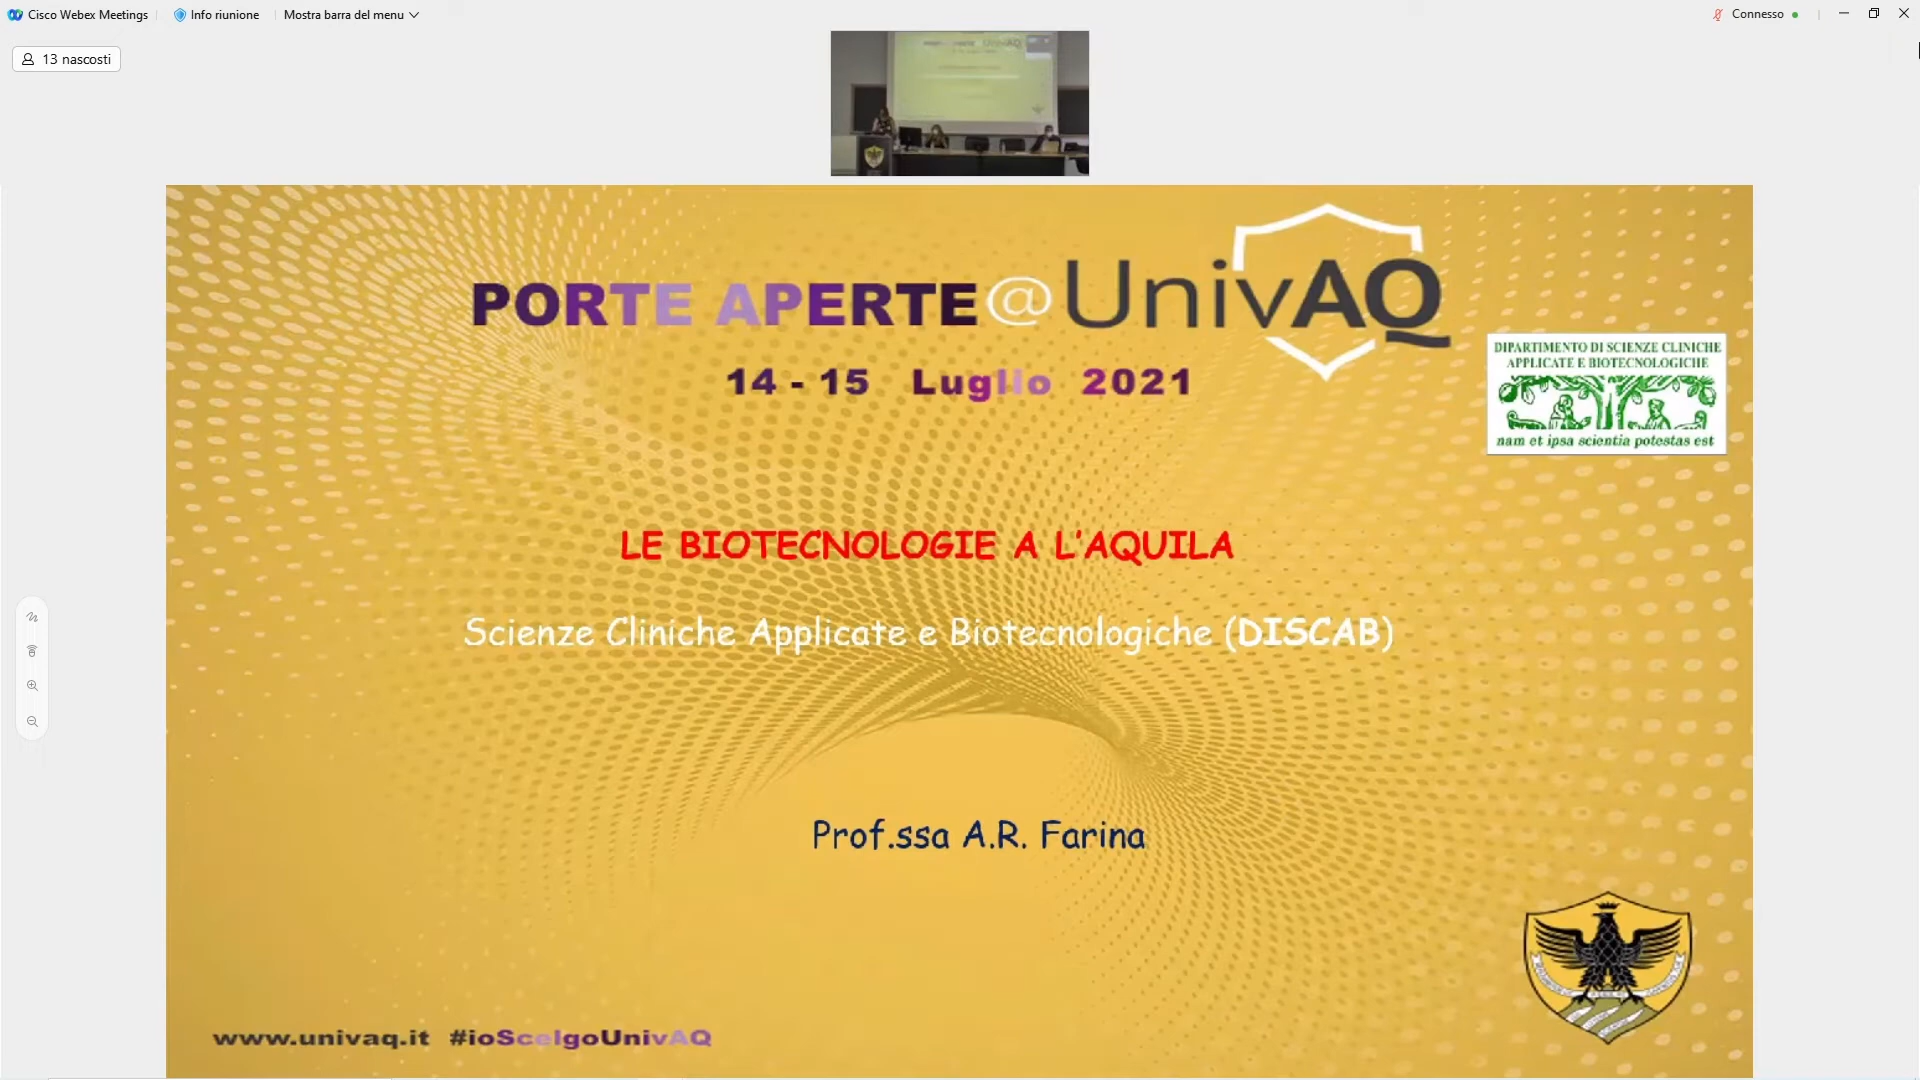 Cisco Webex Meetings
Info riunione
Mostra barra del menu
Connesso
13 nascosti
PORTE APERTE@UnivAQ
14 - 15 Luglio 2021
DIPARTIMENTO DI SCIENZE CLINICHE
APPLICATE E BIOTECNOLOGICHE
nam et ipsa scientia potestas est
LE BIOTECNOLOGIE A L'AQUILA
Scienze Cliniche Applicate e Biotecnologiche (DISCAB)
Prof.ssa A.R. Farina
www.univaq.it #ioScelgoUnivAQ